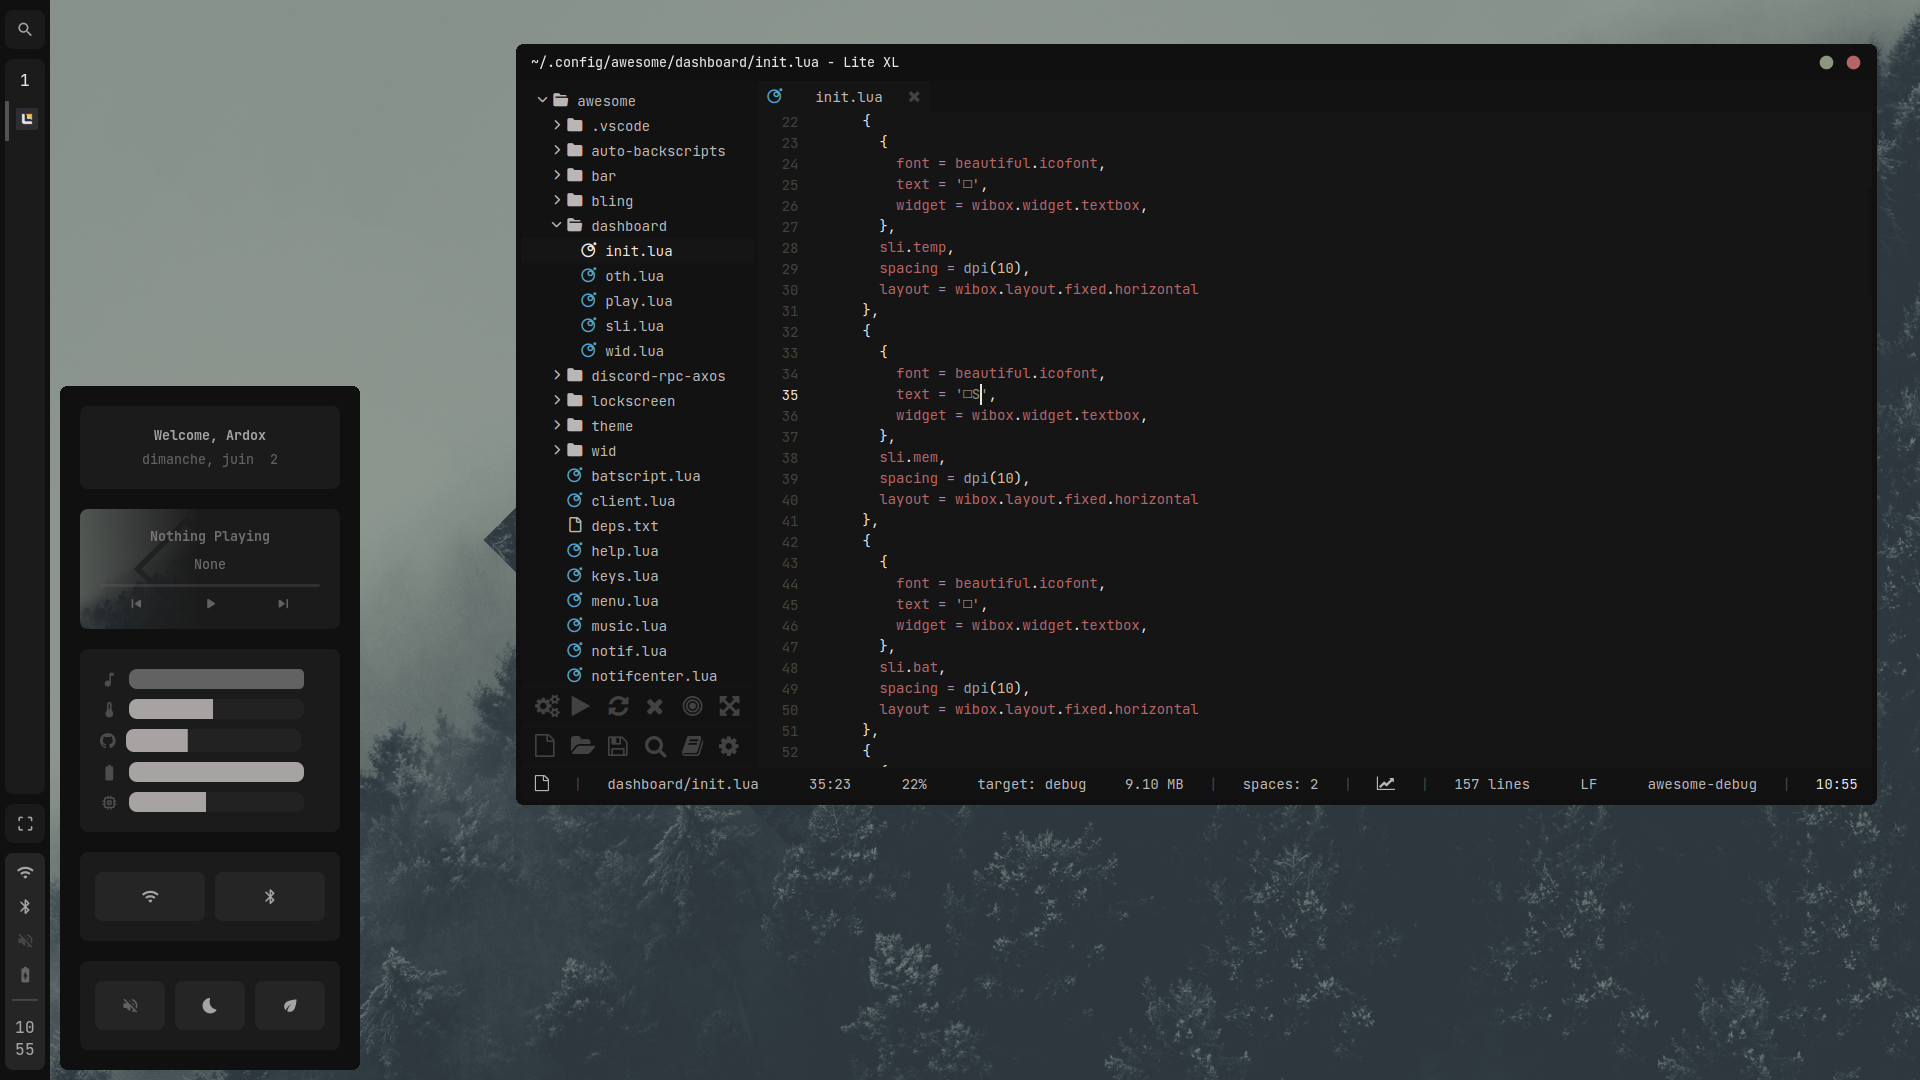 1
10
55
Welcome, Ardox
dimanche, juin  2
Nothing Playing
None
~/.config/awesome/dashboard/init.lua - Lite XL
awesome
.vscode
auto-backscripts
bar
bling
dashboard
init.lua
oth.lua
play.lua
sli.lua
wid.lua
discord-rpc-axos
lockscreen
theme
wid
batscript.lua
client.lua
deps.txt
help.lua
keys.lua
menu.lua
music.lua
notif.lua
notifcenter.lua
init.lua
22 {
23 {
24 font = beautiful.icofont,
25 text = '□',
26 widget = wibox.widget.textbox,
27 },
28 sli.temp,
29 spacing = dpi(10),
30 layout = wibox.layout.fixed.horizontal
31 },
32 {
33 {
34 font = beautiful.icofont,
35 text = '□S',
36 widget = wibox.widget.textbox,
37 },
38 sli.mem,
39 spacing = dpi(10),
40 layout = wibox.layout.fixed.horizontal
41 },
42 {
43 {
44 font = beautiful.icofont,
45 text = '□',
46 widget = wibox.widget.textbox,
47 },
48 sli.bat,
49 spacing = dpi(10),
50 layout = wibox.layout.fixed.horizontal
51 },
52 {
dashboard/init.lua 35:23 22% target: debug 9.10 MB | spaces: 2 | | 157 lines LF awesome-debug | 10:55